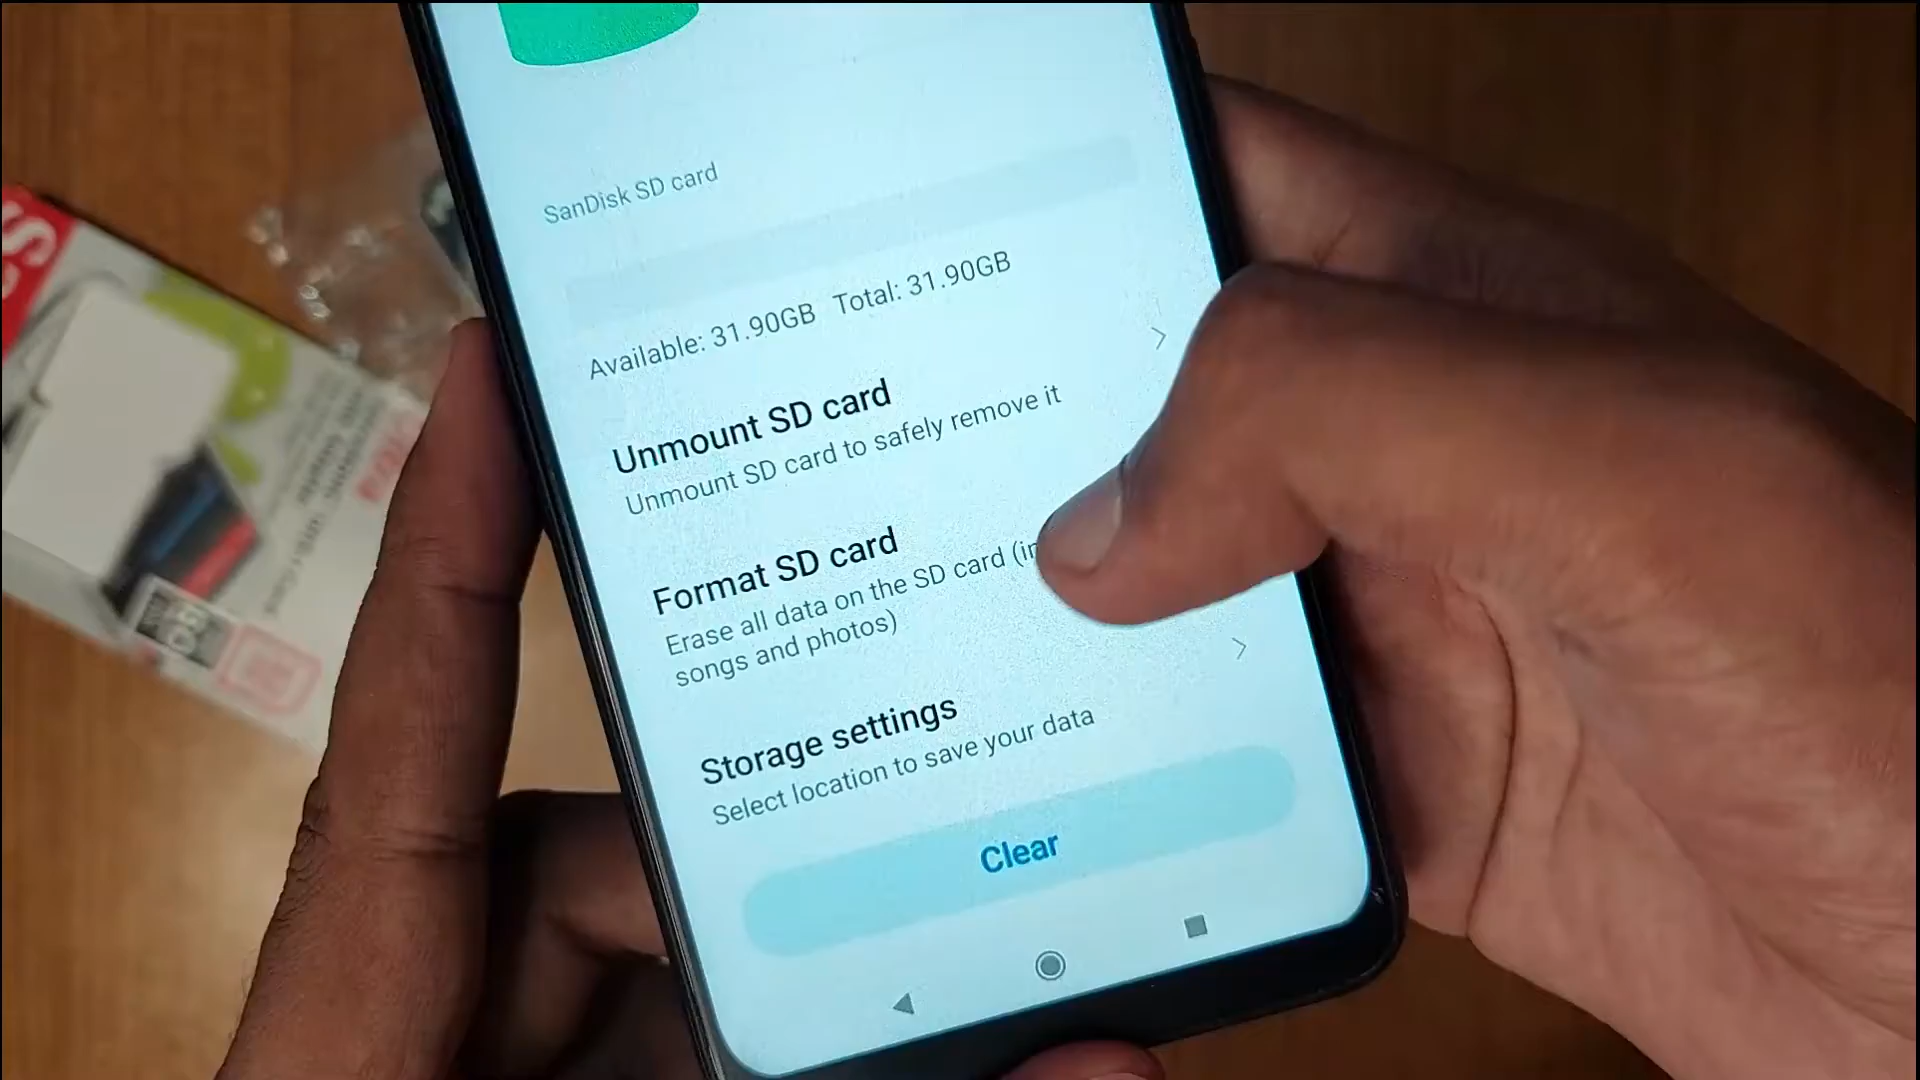 SanDisk SD card
Available: 31.90GB Total: 31.90GB
Unmount SD card
Unmount SD card to safely remove it
Format SD card
Erase all data on the SD card (in
songs and photos)
Storage settings
Select location to save your data
Clear